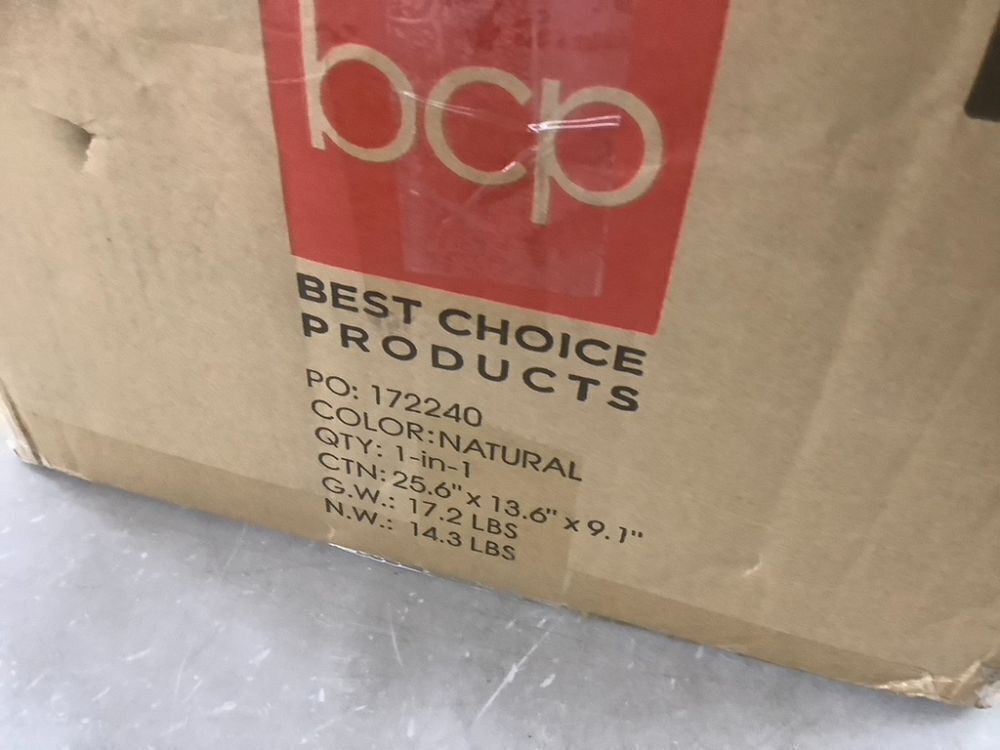 bcp
BEST CHOICE
PRODUCTS
PO: 172240
COLOR:NATURAL
QTY: 1-in-1
CTN: 25.6" x 13.6" x 9.1"
G.W.: 17.2 LBS
N.W.: 14.3 LBS